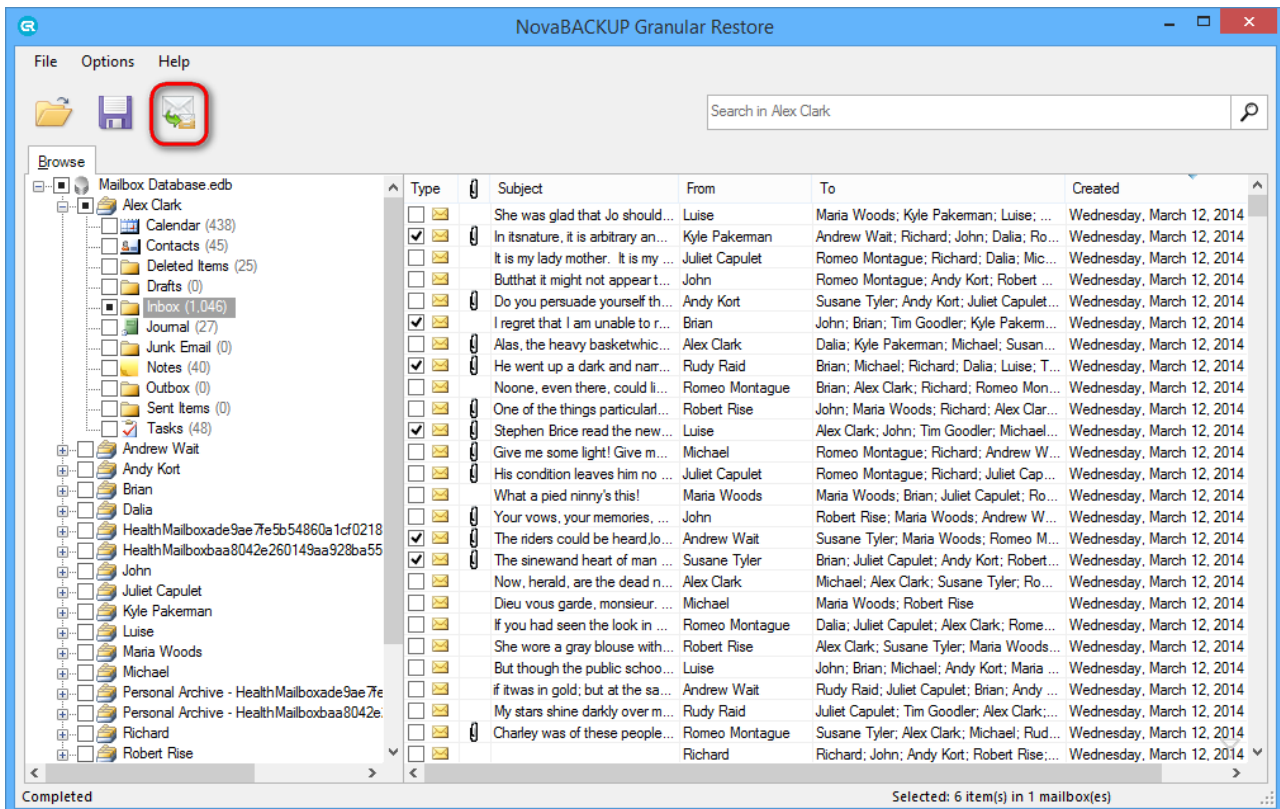 NovaBACKUP Granular Restore
File Options Help
Search in Alex Clark
Browse
Mailbox Database.edb
Alex Clark
Calendar (438)
Contacts (45)
Deleted Items (25)
Drafts (0)
Inbox (1,046)
Journal (27)
Junk Email (0)
Notes (40)
Outbox (0)
Sent Items (0)
Tasks (48)
Andrew Wait
Andy Kort
Brian
Dalia
HealthMailboxade9ae7fe5b54860a1cf0218
HealthMailboxbaa8042e260149aa928ba55
John
Juliet Capulet
Kyle Pakerman
Luise
Maria Woods
Michael
Personal Archive - HealthMailboxade9ae7fe
Personal Archive - HealthMailboxbaa8042e
Richard
Robert Rise
Type Subject From To Created
She was glad that Jo should... Luise Maria Woods; Kyle Pakerman; Luise; ... Wednesday, March 12, 2014
In itsnature, it is arbitrary an... Kyle Pakerman Andrew Wait; Richard; John; Dalia; Ro... Wednesday, March 12, 2014
It is my lady mother. It is my ... Juliet Capulet Romeo Montague; Richard; Dalia; Mic... Wednesday, March 12, 2014
Butthat it might not appear t... John Romeo Montague; Andy Kort; Robert ... Wednesday, March 12, 2014
Do you persuade yourself th... Andy Kort Susane Tyler; Andy Kort; Juliet Capulet... Wednesday, March 12, 2014
I regret that I am unable to r... Brian John; Brian; Tim Goodler; Kyle Pakerm... Wednesday, March 12, 2014
Alas, the heavy basketwhic... Alex Clark Dalia; Kyle Pakerman; Michael; Susan... Wednesday, March 12, 2014
He went up a dark and narr... Rudy Raid Brian; Michael; Richard; Dalia; Luise; T... Wednesday, March 12, 2014
Noone, even there, could li... Romeo Montague Brian; Alex Clark; Richard; Romeo Mon... Wednesday, March 12, 2014
One of the things particularl... Robert Rise John; Maria Woods; Richard; Alex Clar... Wednesday, March 12, 2014
Stephen Brice read the new... Luise Alex Clark; John; Tim Goodler; Michael... Wednesday, March 12, 2014
Give me some light! Give m... Michael Romeo Montague; Richard; Andrew W... Wednesday, March 12, 2014
His condition leaves him no ... Juliet Capulet Romeo Montague; Richard; Juliet Cap... Wednesday, March 12, 2014
What a pied ninny's this! Maria Woods Maria Woods; Brian; Juliet Capulet; Ro... Wednesday, March 12, 2014
Your vows, your memories, ... John Robert Rise; Maria Woods; Andrew W... Wednesday, March 12, 2014
The riders could be heard,lo... Andrew Wait Susane Tyler; Maria Woods; Romeo M... Wednesday, March 12, 2014
The sinewand heart of man ... Susane Tyler Brian; Juliet Capulet; Andy Kort; Robert... Wednesday, March 12, 2014
Now, herald, are the dead n... Alex Clark Michael; Alex Clark; Susane Tyler; Ro... Wednesday, March 12, 2014
Dieu vous garde, monsieur. ... Michael Maria Woods; Robert Rise Wednesday, March 12, 2014
If you had seen the look in ... Romeo Montague Dalia; Juliet Capulet; Alex Clark; Rome... Wednesday, March 12, 2014
She wore a gray blouse with... Robert Rise Alex Clark; Susane Tyler; Maria Woods... Wednesday, March 12, 2014
But though the public schoo... Luise John; Brian; Michael; Andy Kort; Maria ... Wednesday, March 12, 2014
if itwas in gold; but at the sa... Andrew Wait Rudy Raid; Juliet Capulet; Brian; Andy ... Wednesday, March 12, 2014
My stars shine darkly over m... Rudy Raid Juliet Capulet; Tim Goodler; Alex Clark;... Wednesday, March 12, 2014
Charley was of these people... Romeo Montague Susane Tyler; Alex Clark; Michael; Rud... Wednesday, March 12, 2014
Richard Richard; John; Andy Kort; Robert Rise;... Wednesday, March 12, 2014
Completed Selected: 6 item(s) in 1 mailbox(es)